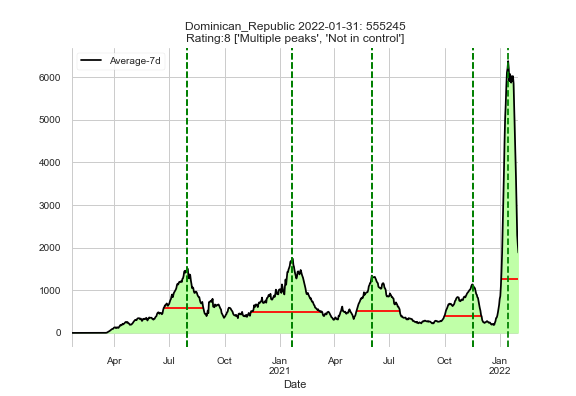 Dominican_Republic 2022-01-31: 555245
Rating:8 ['Multiple peaks', 'Not in control']
Average-7d
6000
5000
4000
3000
2000
1000
0
Apr Jul Oct Jan Apr Jul Oct Jan
2021 2022
Date